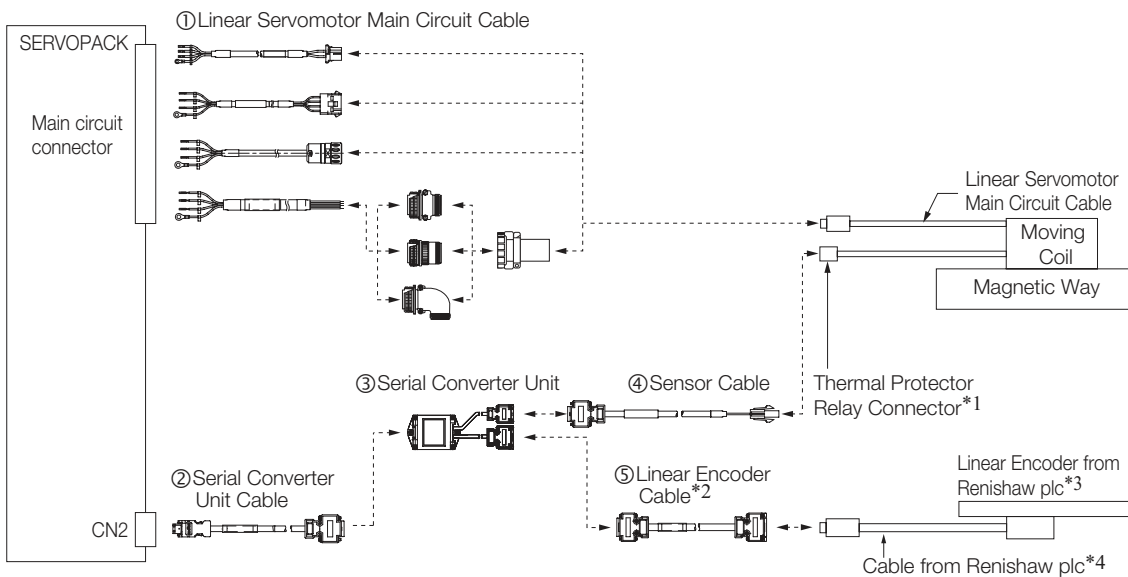 ①Linear Servomotor Main Circuit Cable
SERVOPACK
Main circuit
connector
Linear Servomotor
Main Circuit Cable
Moving
Coil
Magnetic Way
③Serial Converter Unit
④Sensor Cable
Thermal Protector
Relay Connector*1
②Serial Converter
Unit Cable
⑤Linear Encoder
Cable*2
Linear Encoder from
Renishaw plc*3
CN2
Cable from Renishaw plc*4